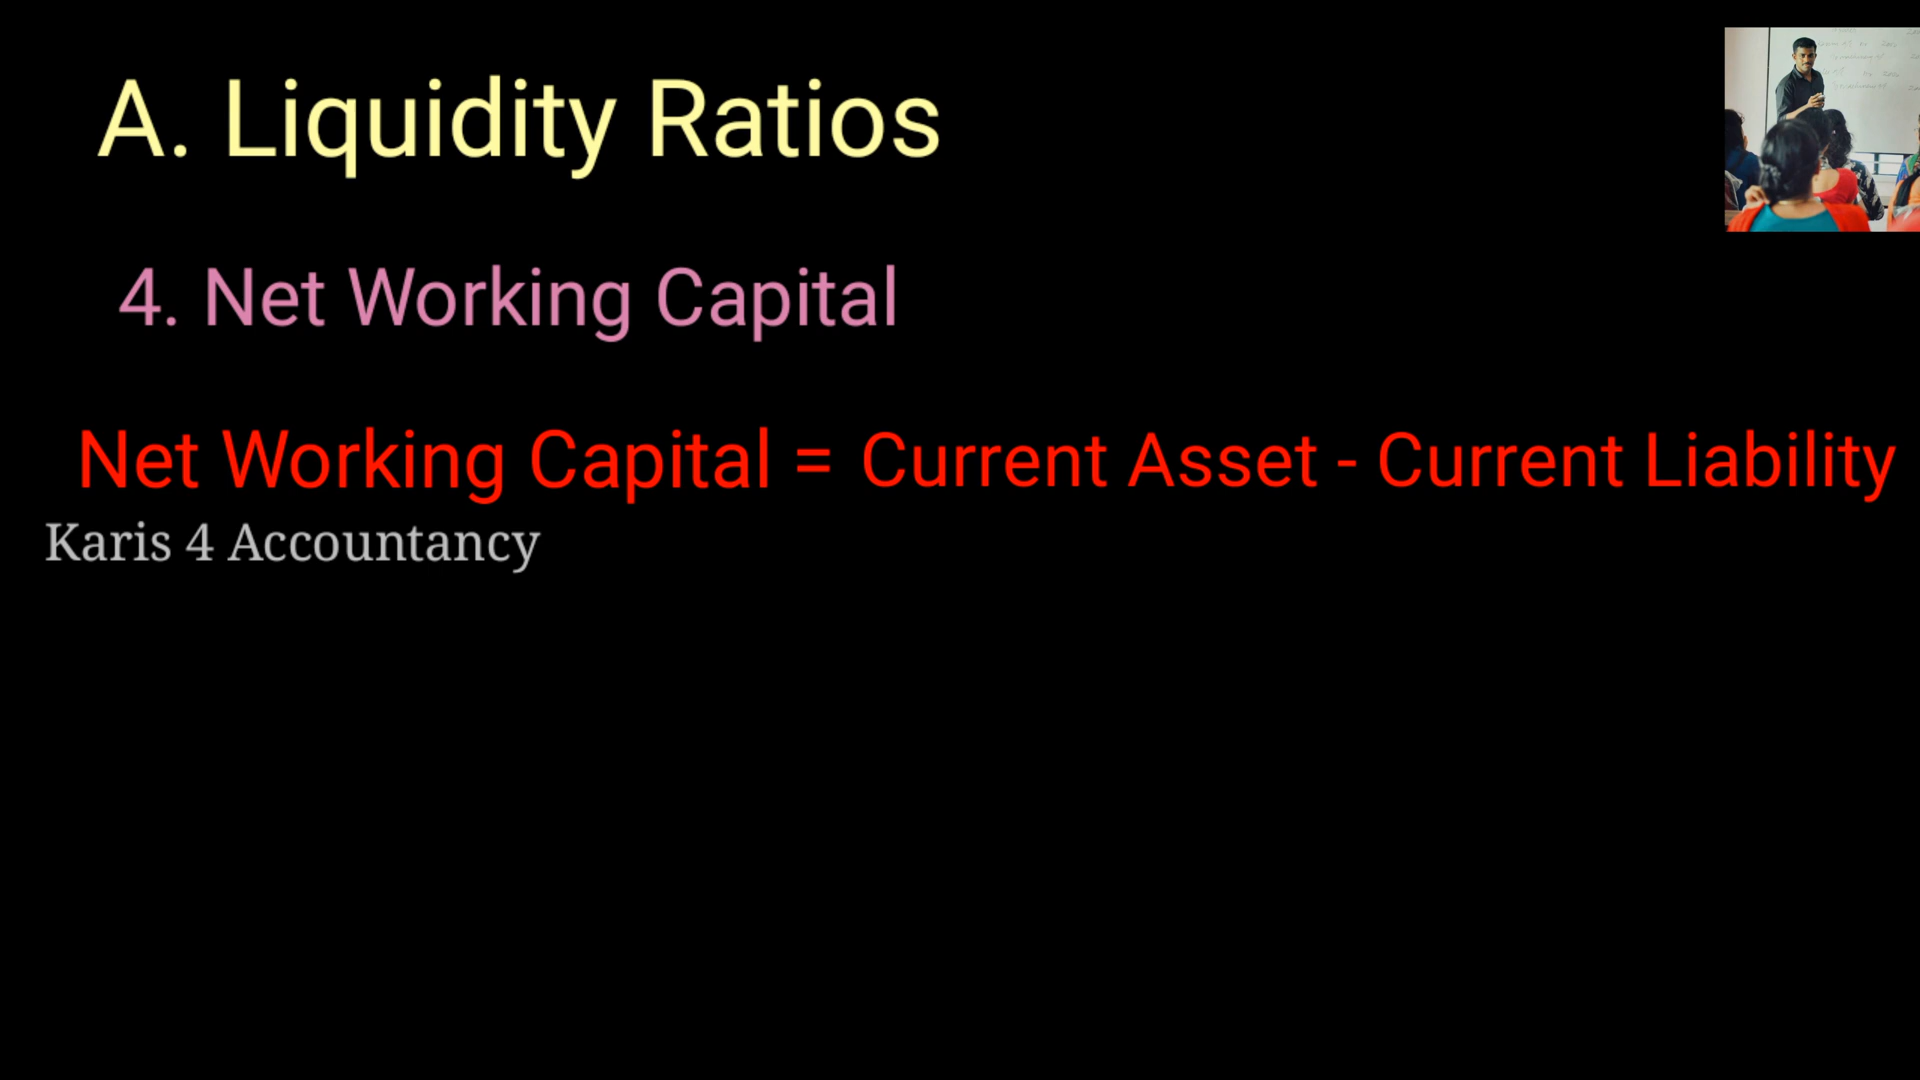 A. Liquidity Ratios
4. Net Working Capital
Net Working Capital = Current Asset - Current Liability
Karis 4 Accountancy